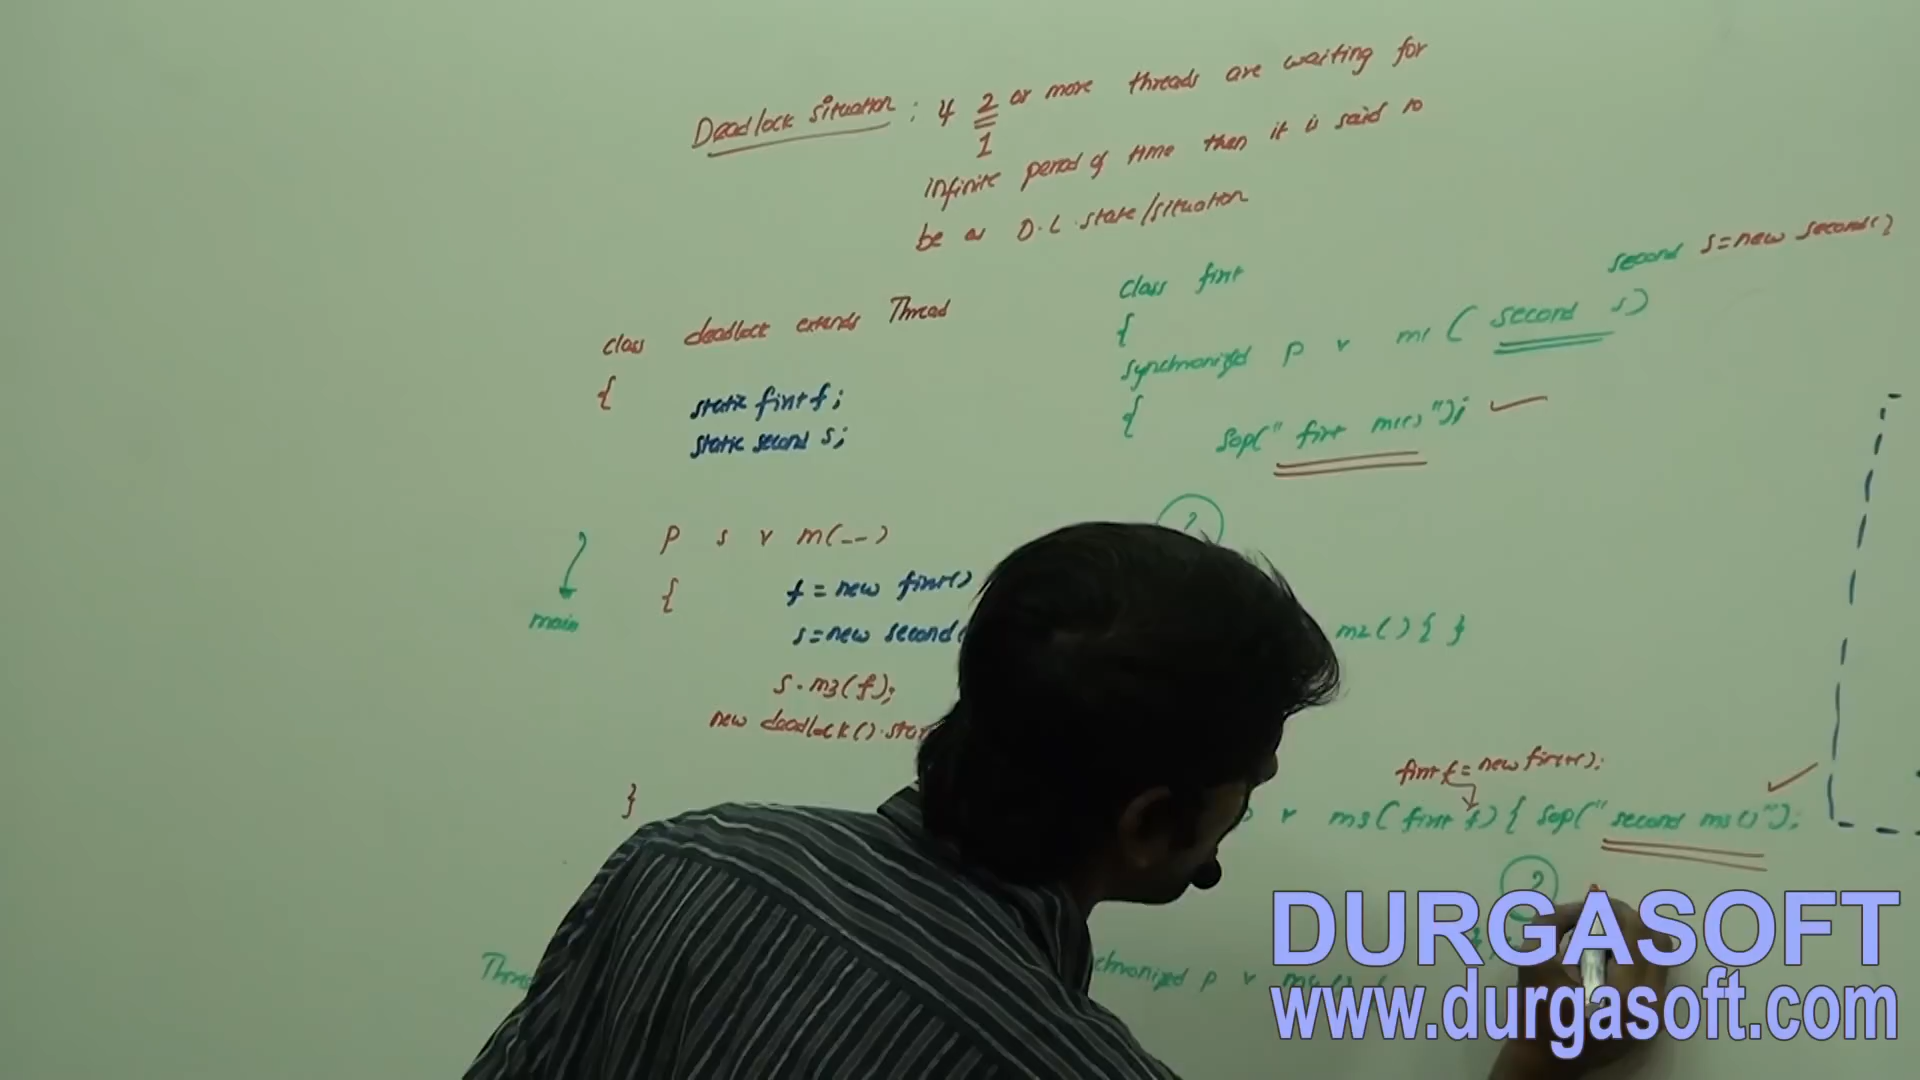 Deadlock situation : if 2 or more threads are waiting for
1
infinite period of time then it is said to
be as D.L. state/situation
class deadlock extends Thread
{
static first f;
static second s;
P s v m(--)
{
main
f = new first()
s=new second(
s.m3(f);
new deadlock().star
}
class first
{
second s=new second()
synchronized P v m1( second s)
{
sop(" first m1()");
?
m2() { }
first f = new first();
v m3( first f) { sop(" second m3()");
?
chronized P v
DURGASOFT
www.durgasoft.com